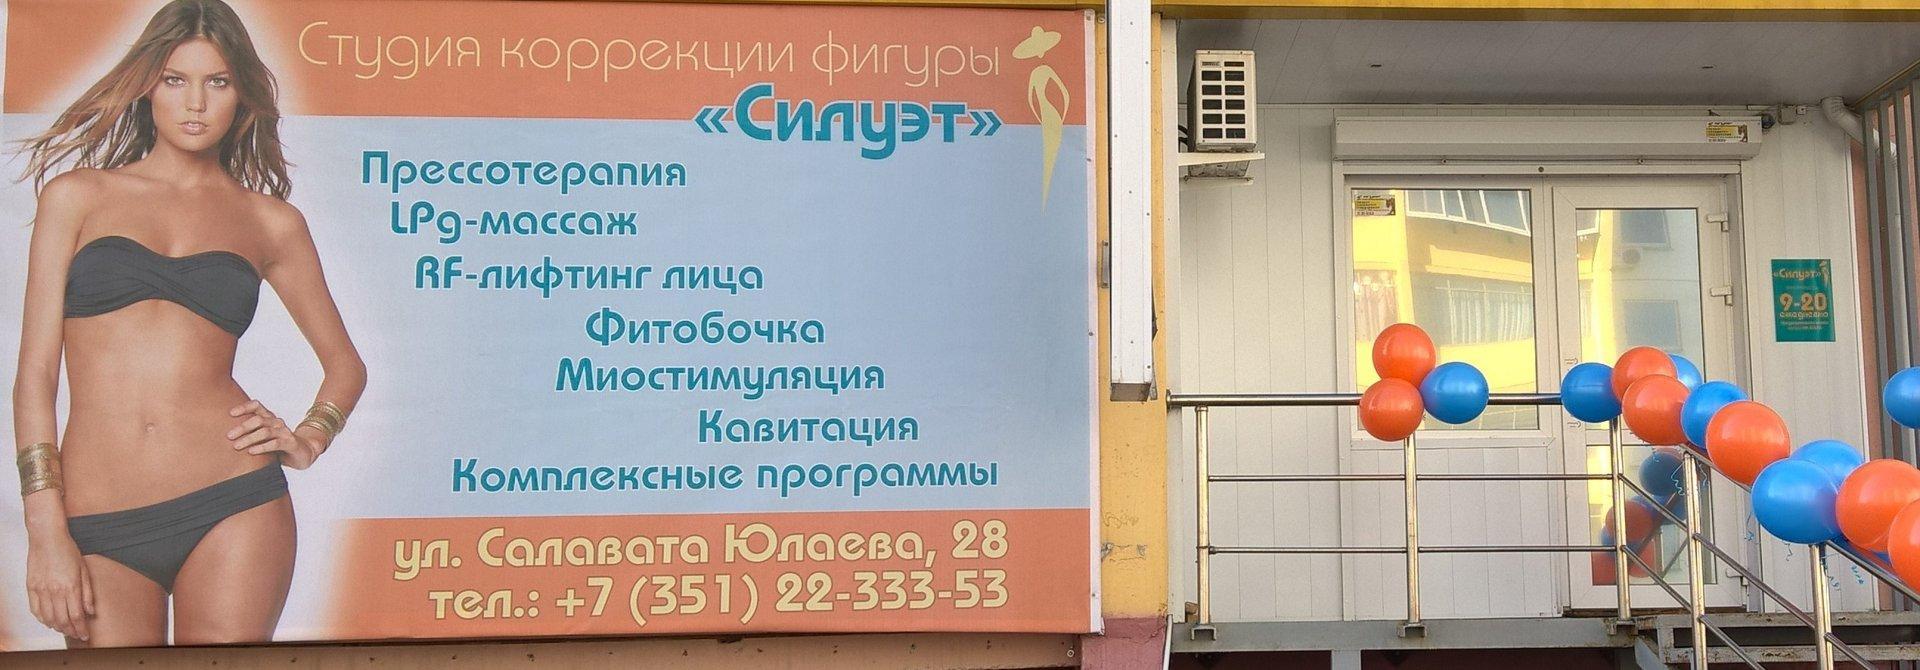 Студия коррекции фигуры
«Силуэт»
Прессотерапия
LPg-массаж
RF-лифтинг лица
Фитобочка
Миостимуляция
Кавитация
Комплексные программы
ул. Салавата Юлаева, 28
тел.: +7 (351) 22-333-53
«Силуэт»
9-20
ежедневно